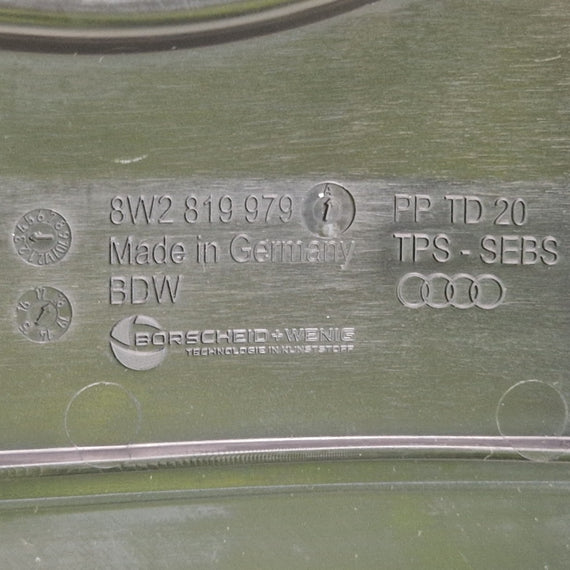 8W2 819 979 A
Made in Germany
BDW
BORSCHEID+WENIG
TECHNOLOGIE IN KUNSTSTOFF
PP TD 20
TPS - SEBS